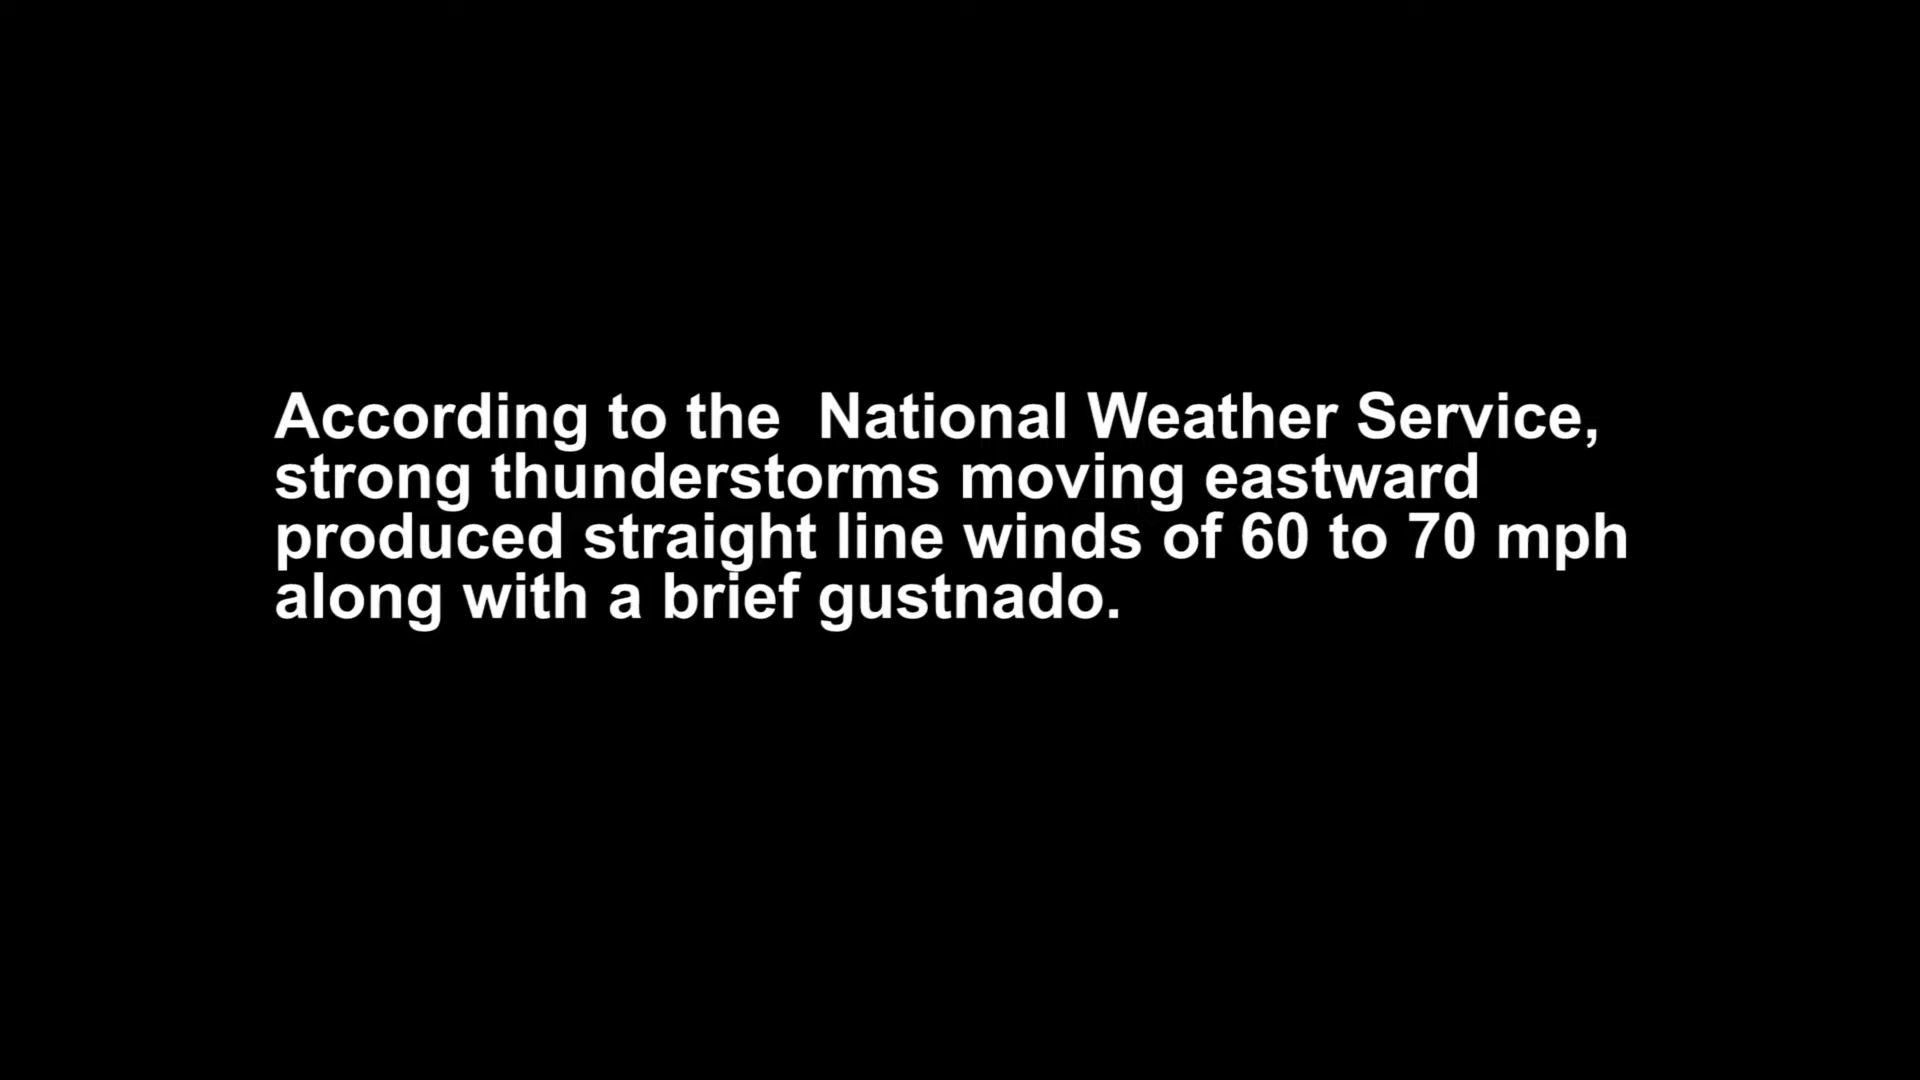 According to the  National Weather Service,
strong thunderstorms moving eastward
produced straight line winds of 60 to 70 mph
along with a brief gustnado.